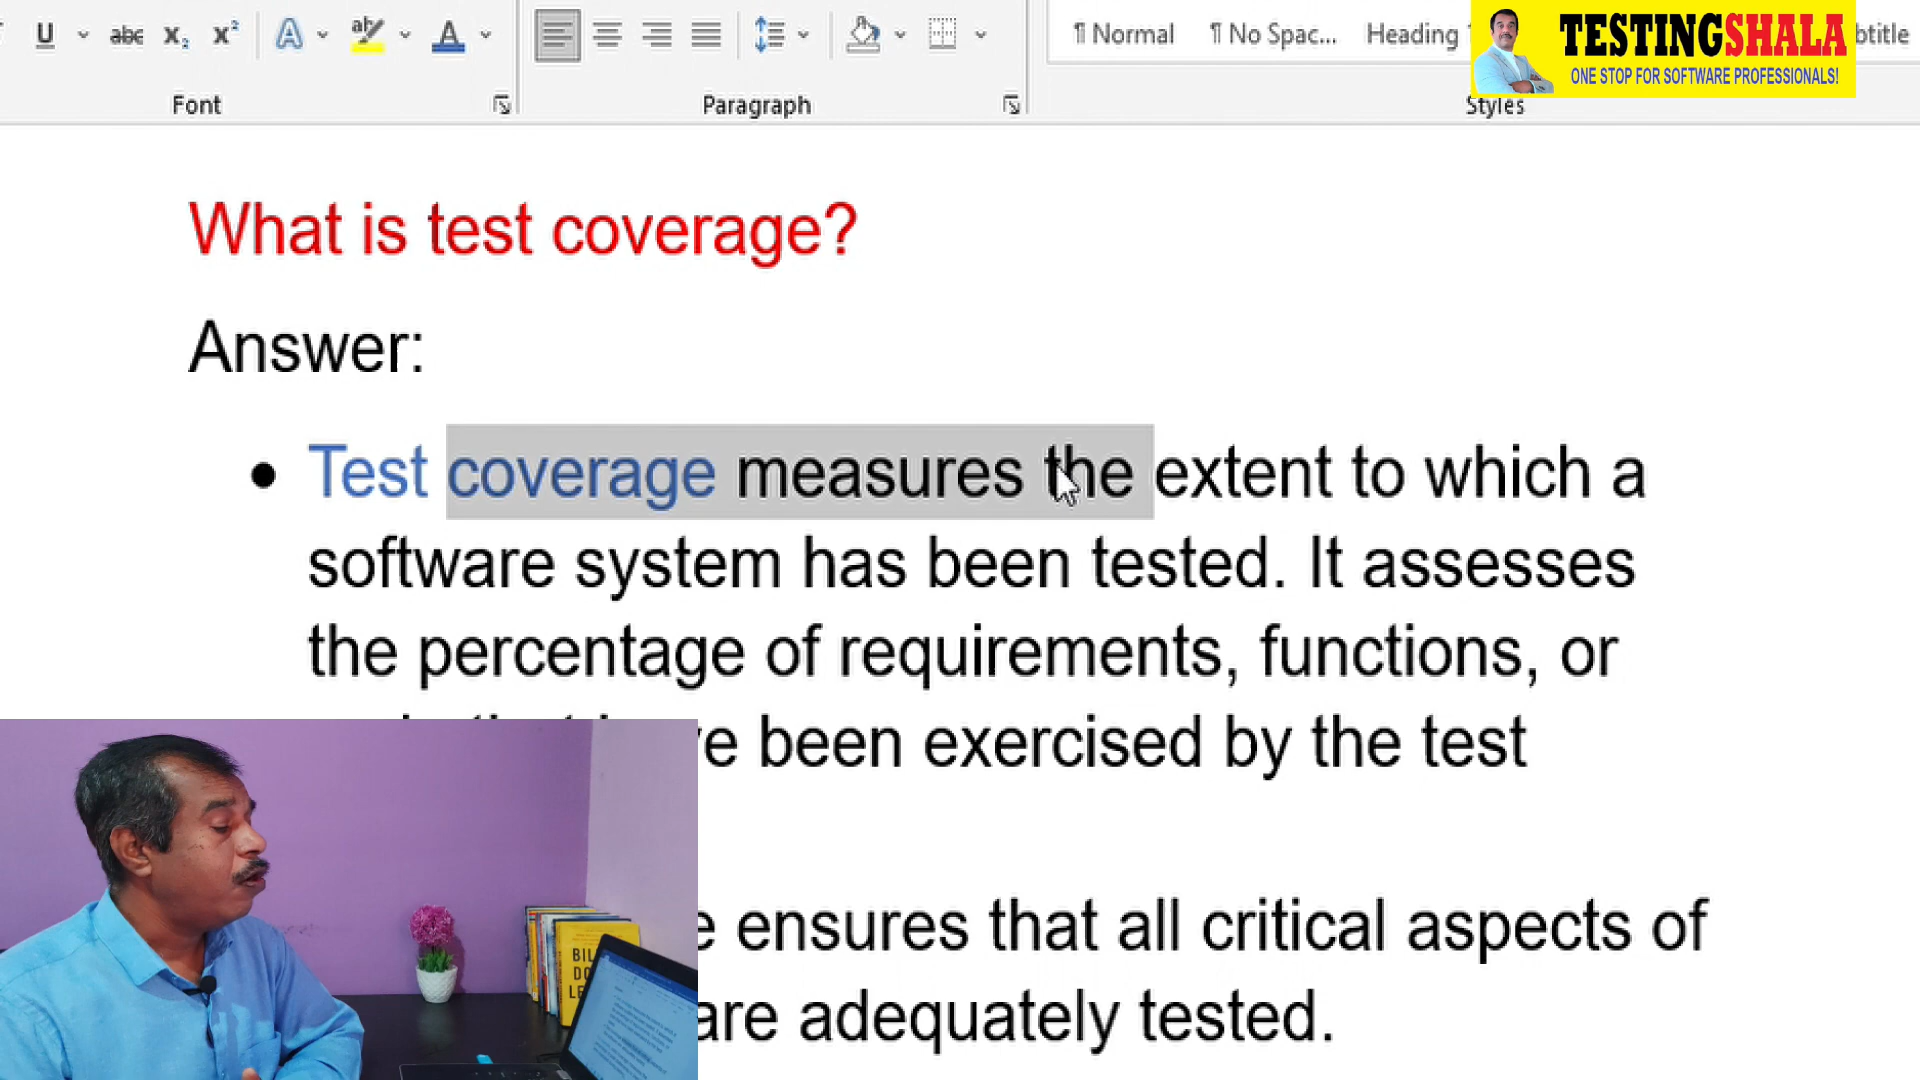 U abc X₂ X² A aby A
¶ Normal ¶ No Spac... Heading btitle
TESTINGSHALA
ONE STOP FOR SOFTWARE PROFESSIONALS!
Font Paragraph Styles
What is test coverage?
Answer:
• Test coverage measures the extent to which a
software system has been tested. It assesses
the percentage of requirements, functions, or
been exercised by the test
ensures that all critical aspects of
are adequately tested.